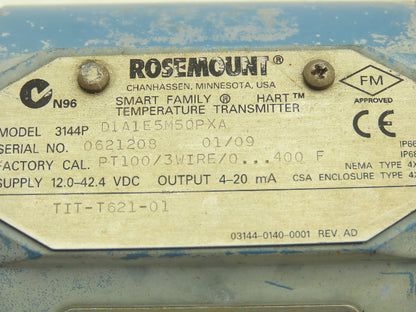 ROSEMOUNT®
CHANHASSEN, MINNESOTA, USA
SMART FAMILY® HART™
TEMPERATURE TRANSMITTER
N96
FM
APPROVED
MODEL 3144P D1A1E5M5QPXA
SERIAL NO. 0621208 01/09
FACTORY CAL. PT100/3WIRE/0...400 F
SUPPLY 12.0-42.4 VDC OUTPUT 4-20 mA
IP66
IP68
NEMA TYPE 4X
CSA ENCLOSURE TYPE 4X
TIT-T621-01
03144-0140-0001 REV. AD